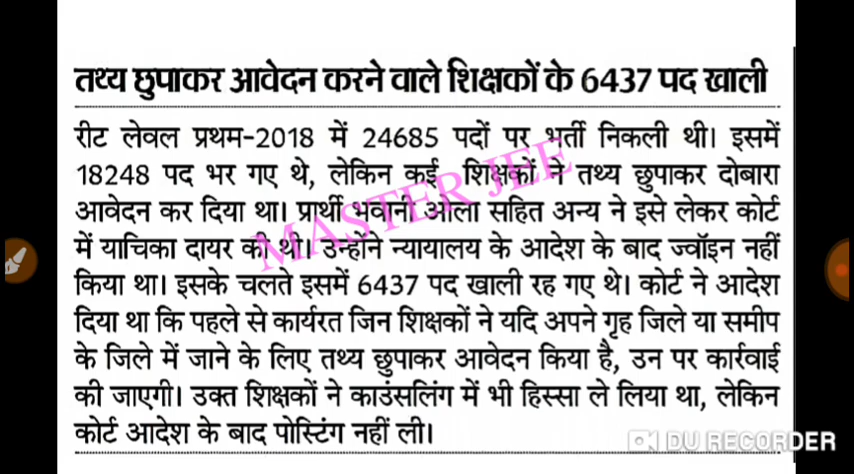 तथ्य छुपाकर आवेदन करने वाले शिक्षकों के 6437 पद खाली
रीट लेवल प्रथम-2018 में 24685 पदों पर भर्ती निकली थी। इसमें
18248 पद भर गए थे, लेकिन कई शिक्षकों ने तथ्य छुपाकर दोबारा
आवेदन कर दिया था। प्रार्थी भवानी ओला सहित अन्य ने इसे लेकर कोर्ट
में याचिका दायर की थी। उन्होंने न्यायालय के आदेश के बाद ज्वॉइन नहीं
किया था। इसके चलते इसमें 6437 पद खाली रह गए थे। कोर्ट ने आदेश
दिया था कि पहले से कार्यरत जिन शिक्षकों ने यदि अपने गृह जिले या समीप
के जिले में जाने के लिए तथ्य छुपाकर आवेदन किया है, उन पर कार्रवाई
की जाएगी। उक्त शिक्षकों ने काउंसलिंग में भी हिस्सा ले लिया था, लेकिन
कोर्ट आदेश के बाद पोस्टिंग नहीं ली।
MASTER JEE
DU RECORDER